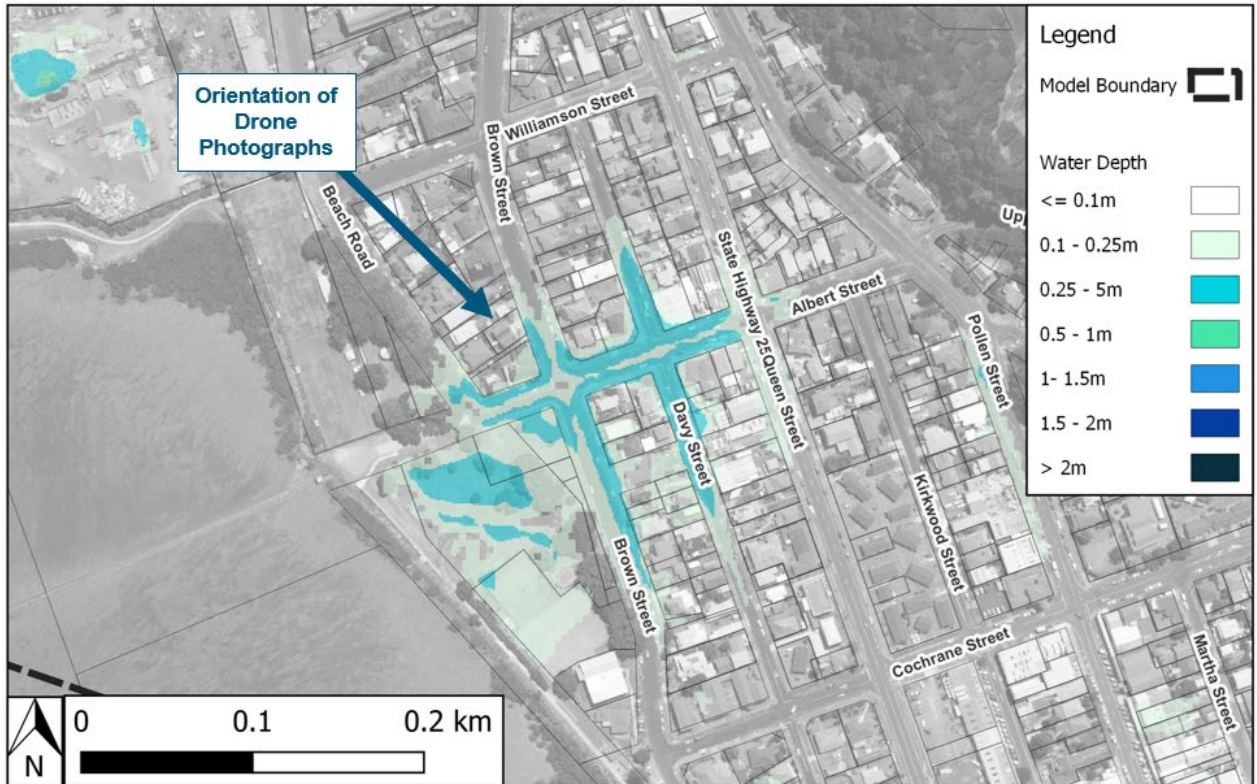 Orientation of
Drone
Photographs
Williamson Street
Brown Street
Beach Road
State Highway 25Queen Street
Up
Albert Street
Pollen Street
Davy Street
Kirkwood Street
Brown Street
Cochrane Street
Martha Street
Legend
Model Boundary
Water Depth
<= 0.1m
0.1 - 0.25m
0.25 - 5m
0.5 - 1m
1- 1.5m
1.5 - 2m
> 2m
N
0 0.1 0.2 km